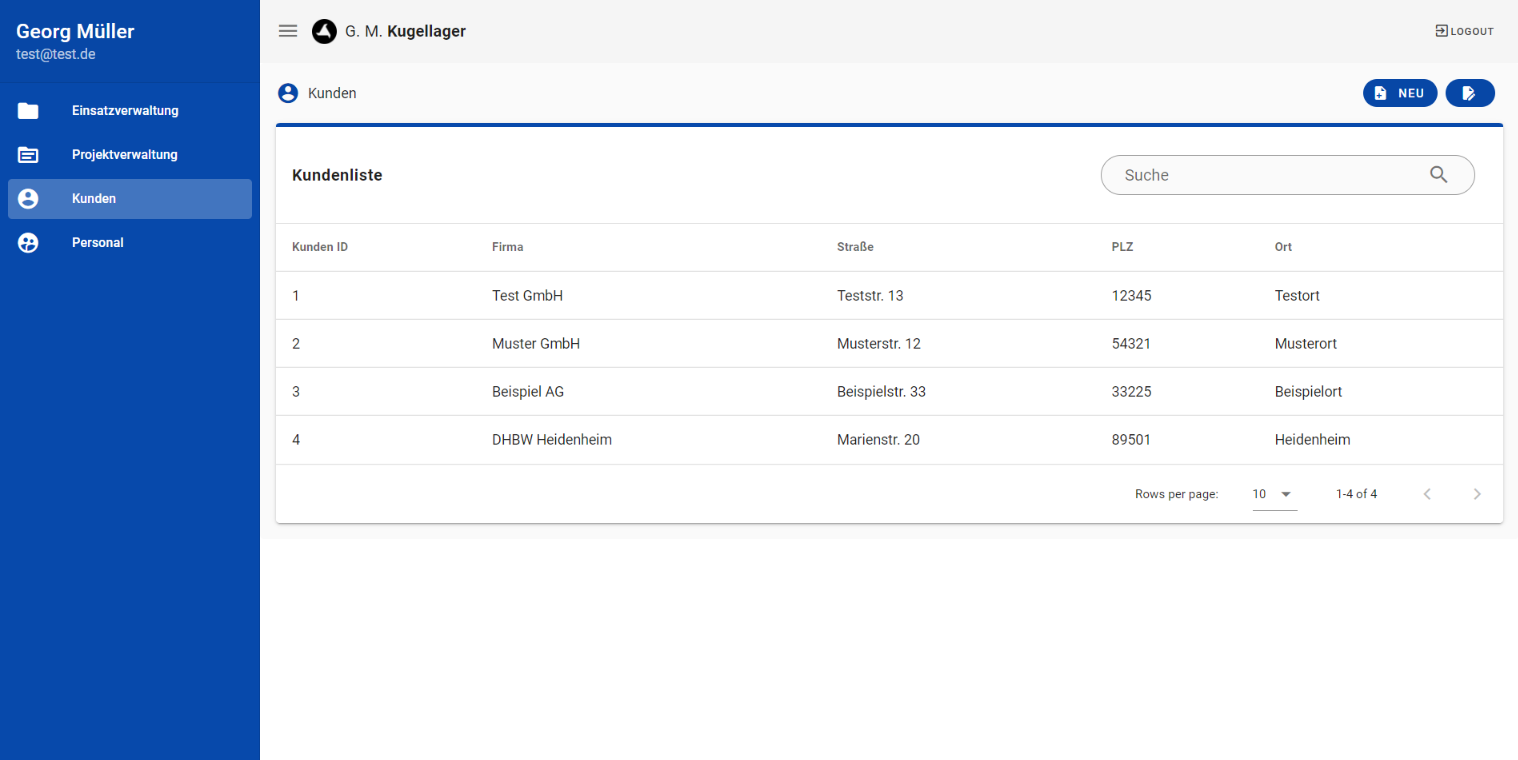 Georg Müller
test@test.de
Einsatzverwaltung
Projektverwaltung
Kunden
Personal
G. M. Kugellager
LOGOUT
Kunden
NEU
Kundenliste
Suche
Kunden ID Firma Straße PLZ Ort
1 Test GmbH Teststr. 13 12345 Testort
2 Muster GmbH Musterstr. 12 54321 Musterort
3 Beispiel AG Beispielstr. 33 33225 Beispielort
4 DHBW Heidenheim Marienstr. 20 89501 Heidenheim
Rows per page: 10 1-4 of 4